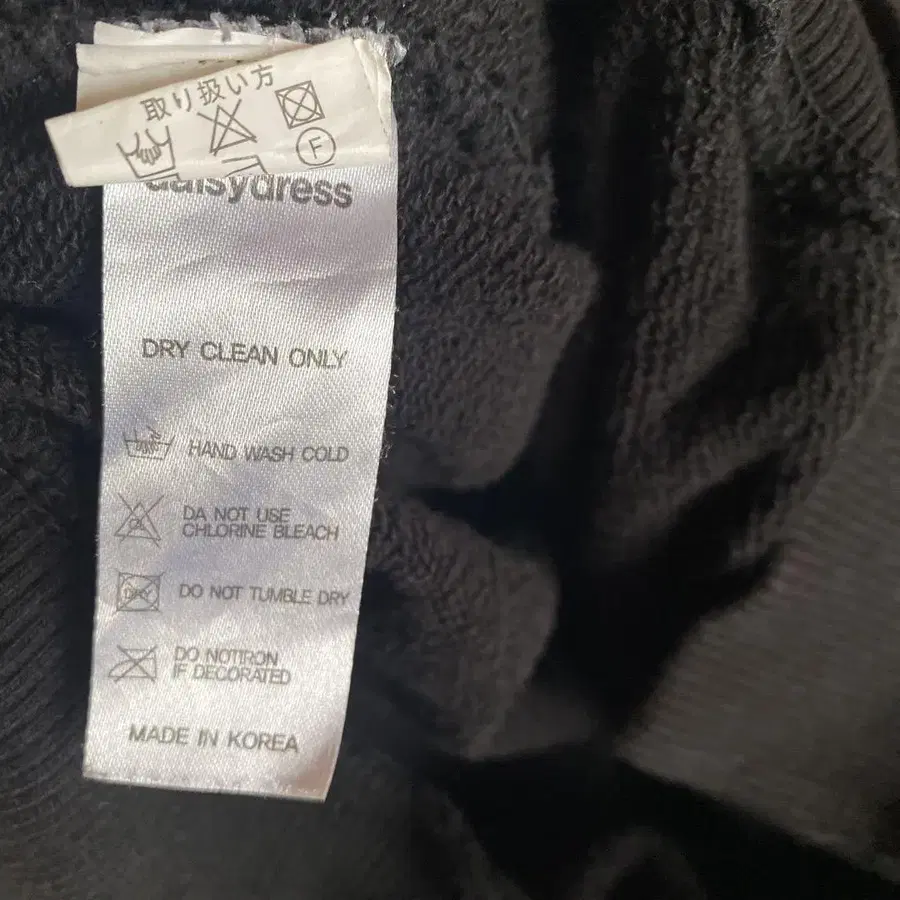 取り扱い方
F
daisydress
DRY CLEAN ONLY
HAND WASH COLD
DA NOT USE
CHLORINE BLEACH
DRY
DO NOT TUMBLE DRY
DO NOTIRON
IF DECORATED
MADE IN KOREA